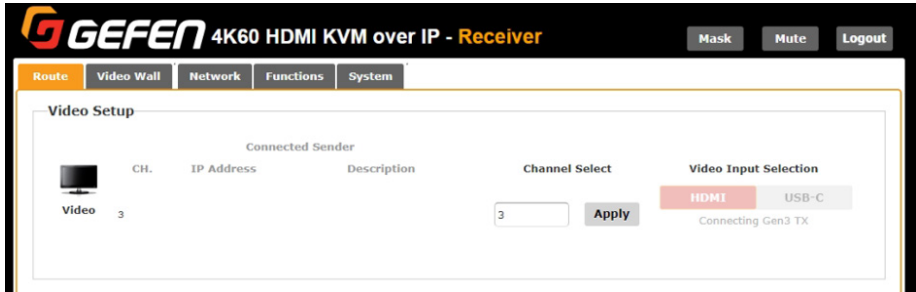 GEFEN 4K60 HDMI KVM over IP - Receiver
Mask Mute Logout
Route Video Wall Network Functions System
Video Setup
Connected Sender
CH. IP Address Description Channel Select Video Input Selection
HDMI USB-C
Video 3 3 Apply
Connecting Gen3 TX